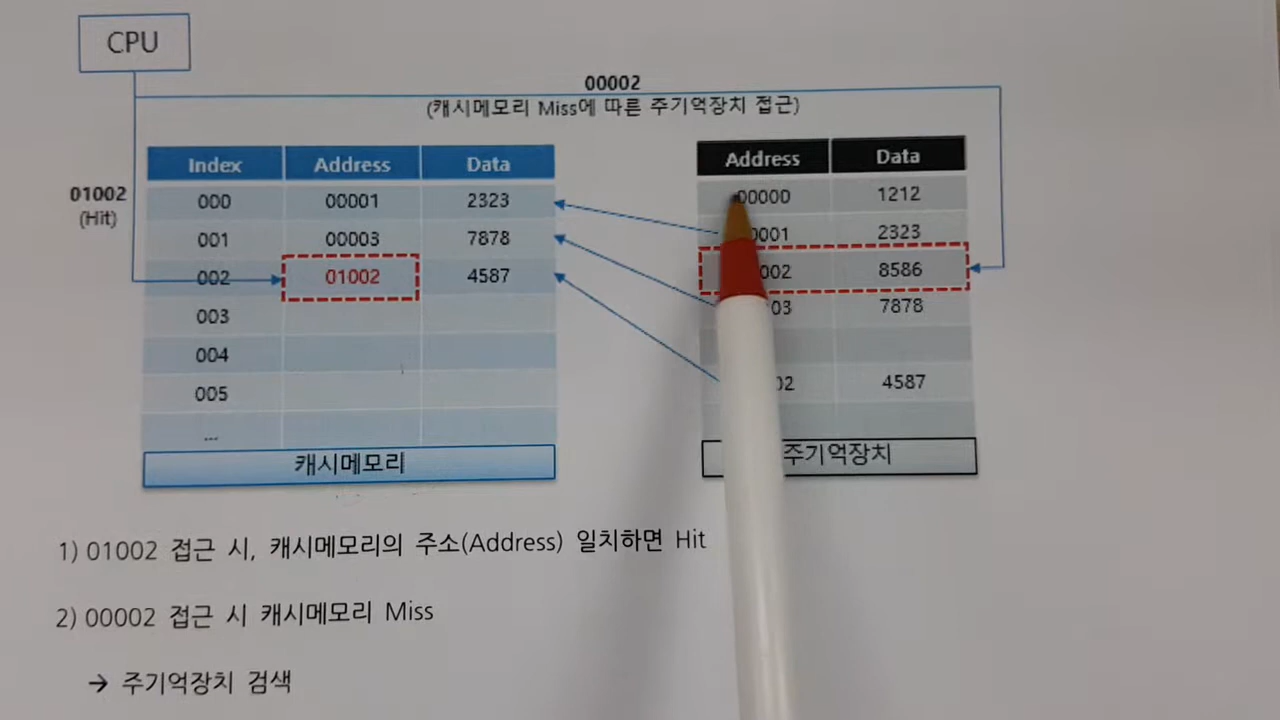 CPU
00002
(캐시메모리 Miss에 따른 주기억장치 접근)
01002
(Hit)
Index Address Data
000 00001 2323
001 00003 7878
002 01002 4587
003
004
005
...
캐시메모리
Address Data
00000 1212
2323
8586
7878
4587
주기억장치
1) 01002 접근 시, 캐시메모리의 주소(Address) 일치하면 Hit
2) 00002 접근 시 캐시메모리 Miss
→ 주기억장치 검색